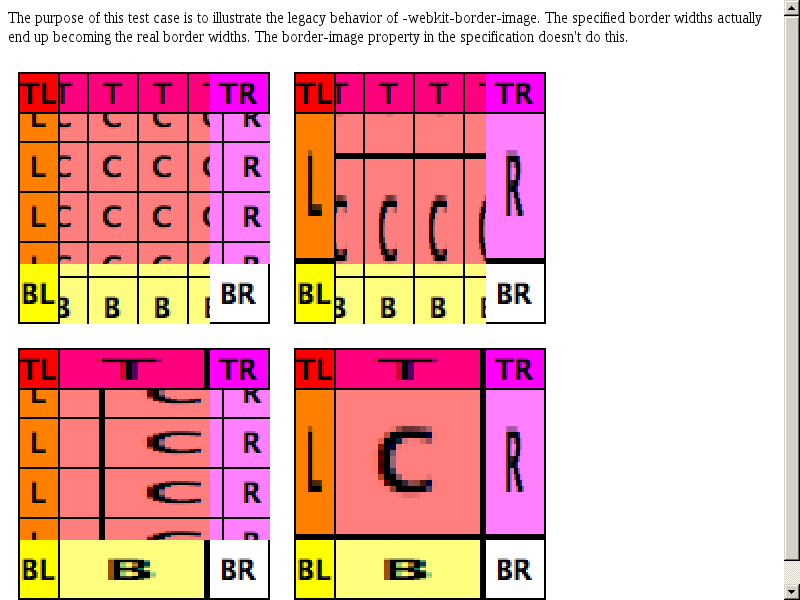 The purpose of this test case is to illustrate the legacy behavior of -webkit-border-image. The specified border widths actually
end up becoming the real border widths. The border-image property in the specification doesn't do this.
TL T T T T TR
L C C C C R
L C C C C R
L C C C C R
L C C C C R
BL B B B B BR
TL T T T T TR
L R
C C C C
BL B B B B BR
TL T TR
L C R
L C R
L C R
L C R
BL B BR
TL T TR
L C R
BL B BR